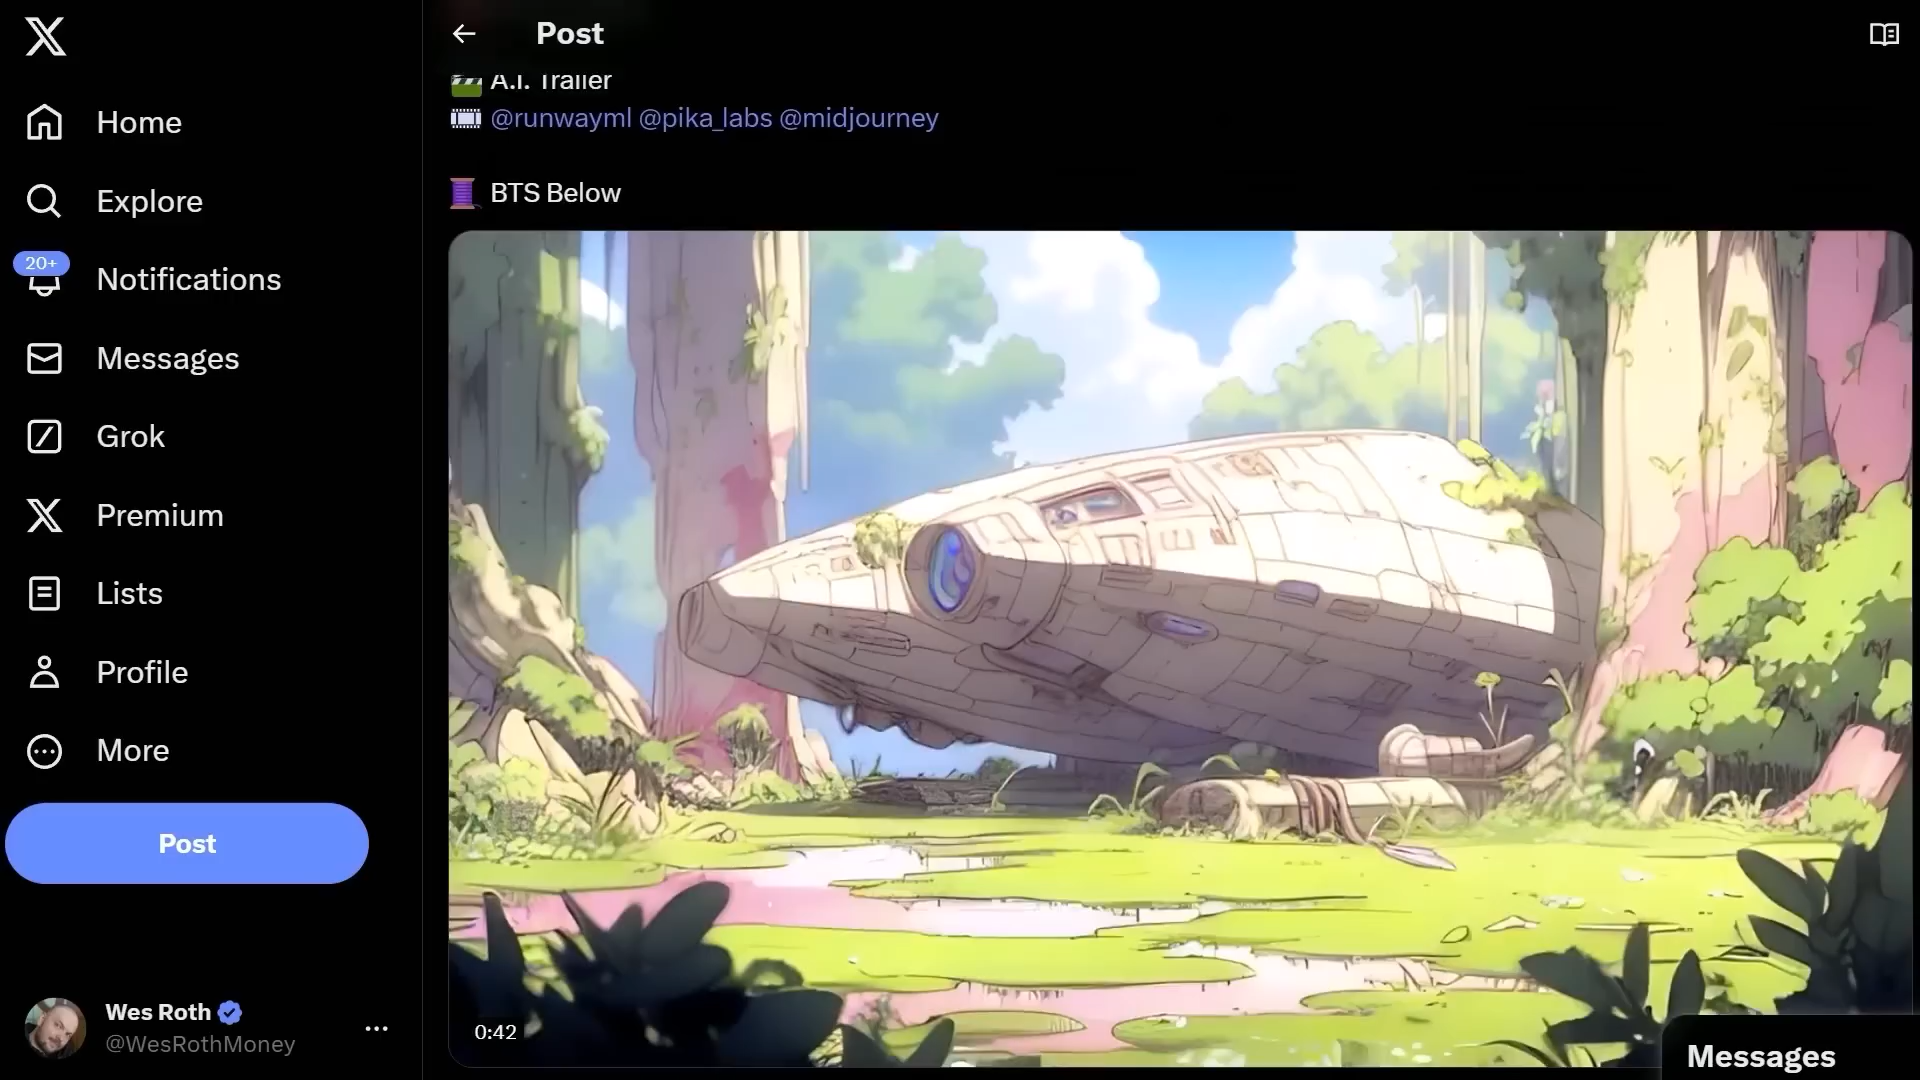 Post
A.I. Trailer
@runwayml @pika_labs @midjourney
BTS Below
Home
Explore
20+
Notifications
Messages
Grok
Premium
Lists
Profile
More
Post
Wes Roth
@WesRothMoney
0:42
Messages